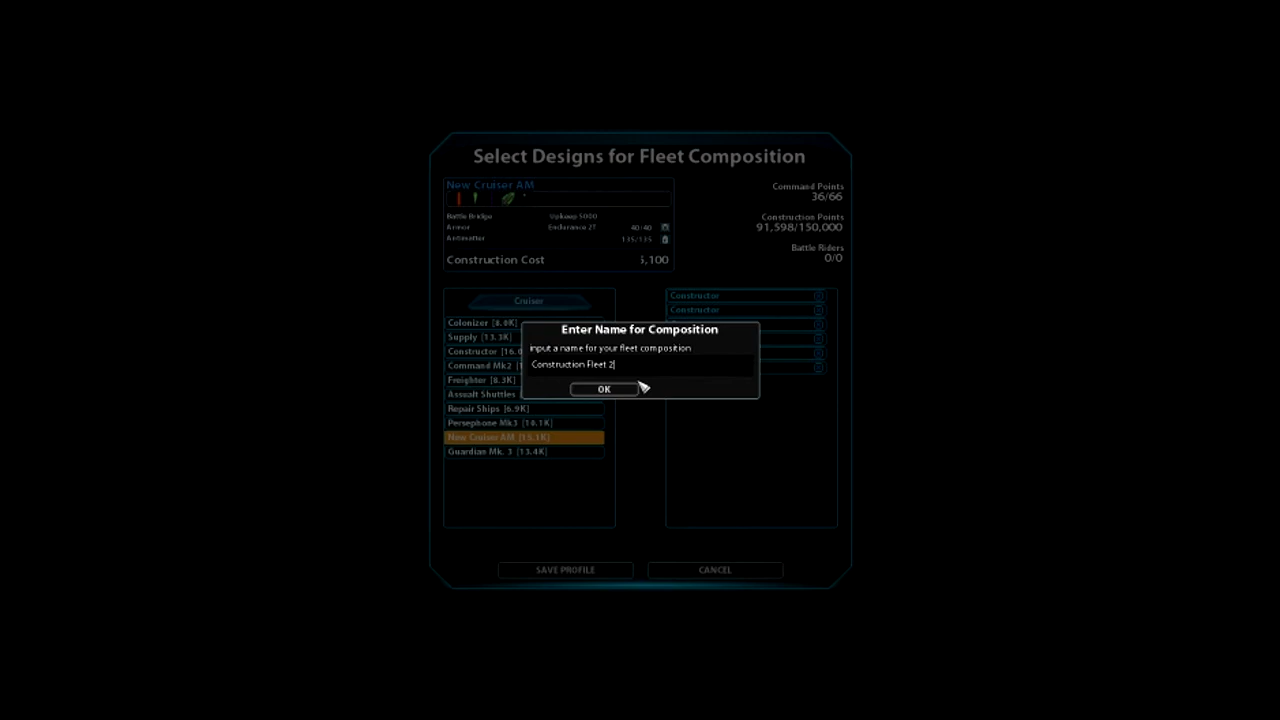 Select Designs for Fleet Composition
New Cruiser AM
Battle Bridge Upkeep 5000
Armor Endurance 27 40/40
Antimatter 135/135
Construction Cost ,100
Command Points
36/66
Construction Points
91,598/150,000
Battle Riders
0/0
Cruiser
Colonizer [8.0K]
Supply [13.3K]
Constructor [16.0
Command Mk2
Freighter [8.3K]
Assualt Shuttles
Repair Ships [6.9K]
Persephone Mk3 [10.1K]
New Cruiser AM [15.1K]
Guardian Mk. 3 [13.4K]
Constructor
Constructor
Enter Name for Composition
input a name for your fleet composition
Construction Fleet 2
OK
SAVE PROFILE
CANCEL